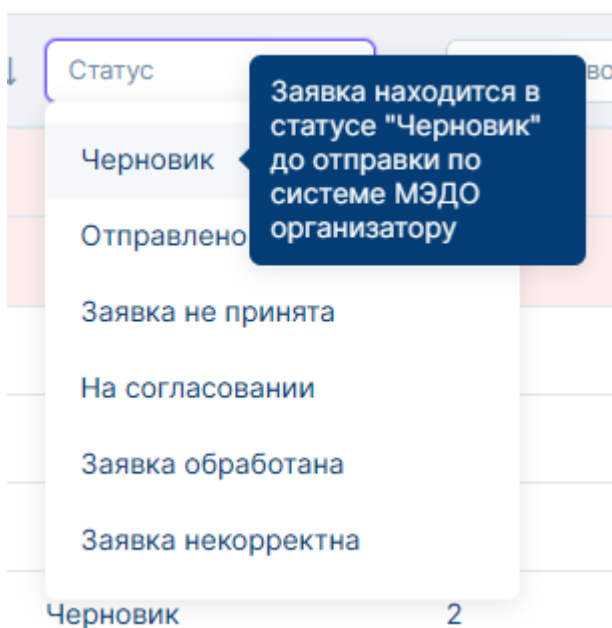 Статус
Заявка находится в
статусе "Черновик"
до отправки по
системе МЭДО
организатору
Черновик
Отправлено
Заявка не принята
На согласовании
Заявка обработана
Заявка некорректна
Черновик 2